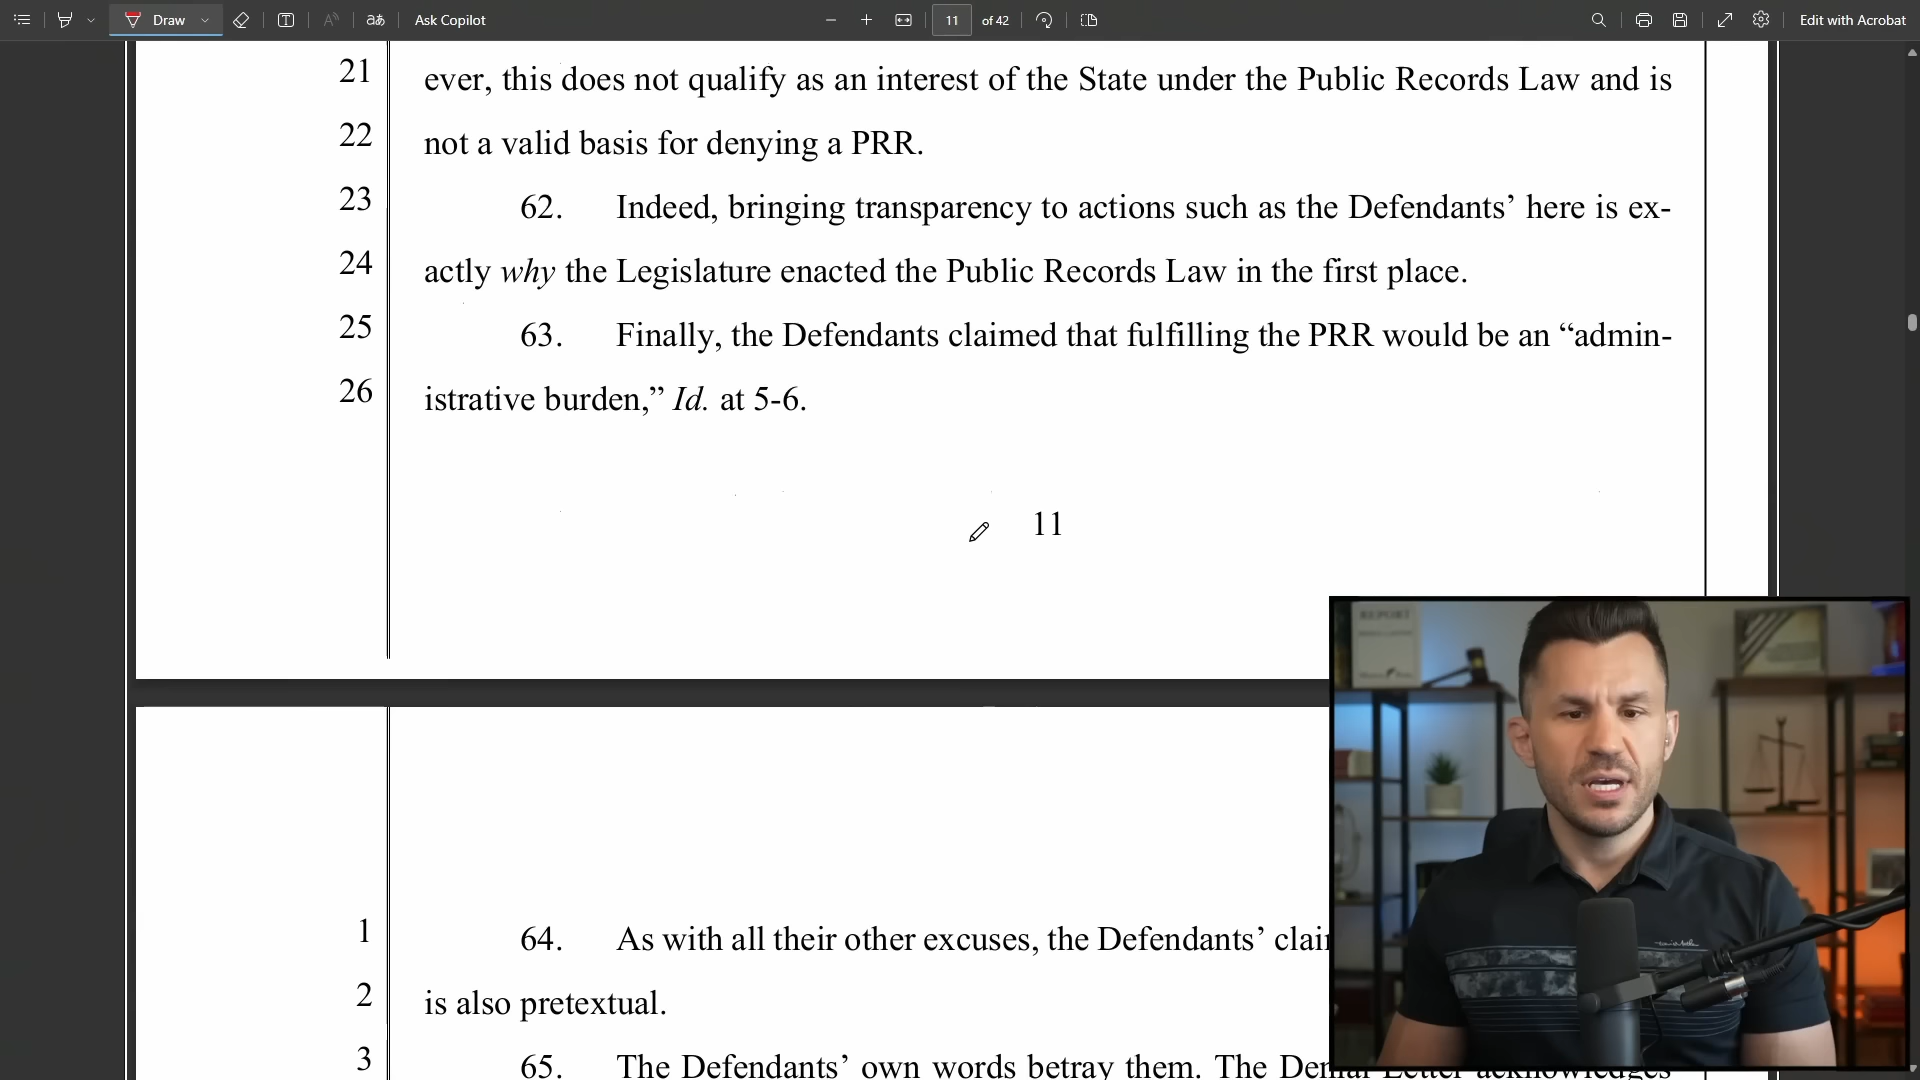 Draw
Ask Copilot
11
of 42
Edit with Acrobat
21 ever, this does not qualify as an interest of the State under the Public Records Law and is
22 not a valid basis for denying a PRR.
23 62. Indeed, bringing transparency to actions such as the Defendants’ here is ex-
24 actly why the Legislature enacted the Public Records Law in the first place.
25 63. Finally, the Defendants claimed that fulfilling the PRR would be an “admin-
26 istrative burden,” Id. at 5-6.
11
REPORT
1 64. As with all their other excuses, the Defendants’
2 is also pretextual.
3 65. The Defendants’ own words betray them. The Denial Letter acknowledges